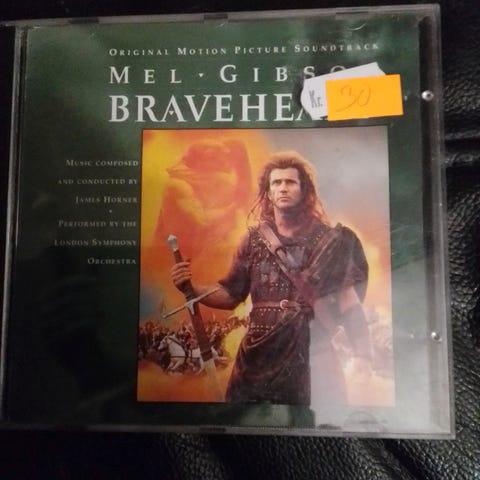 ORIGINAL MOTION PICTURE SOUNDTRACK
MEL · GIBSO
Kr. 30
BRAVEHEA
MUSIC COMPOSED
AND CONDUCTED BY
JAMES HORNER
·
PERFORMED BY THE
LONDON SYMPHONY
ORCHESTRA